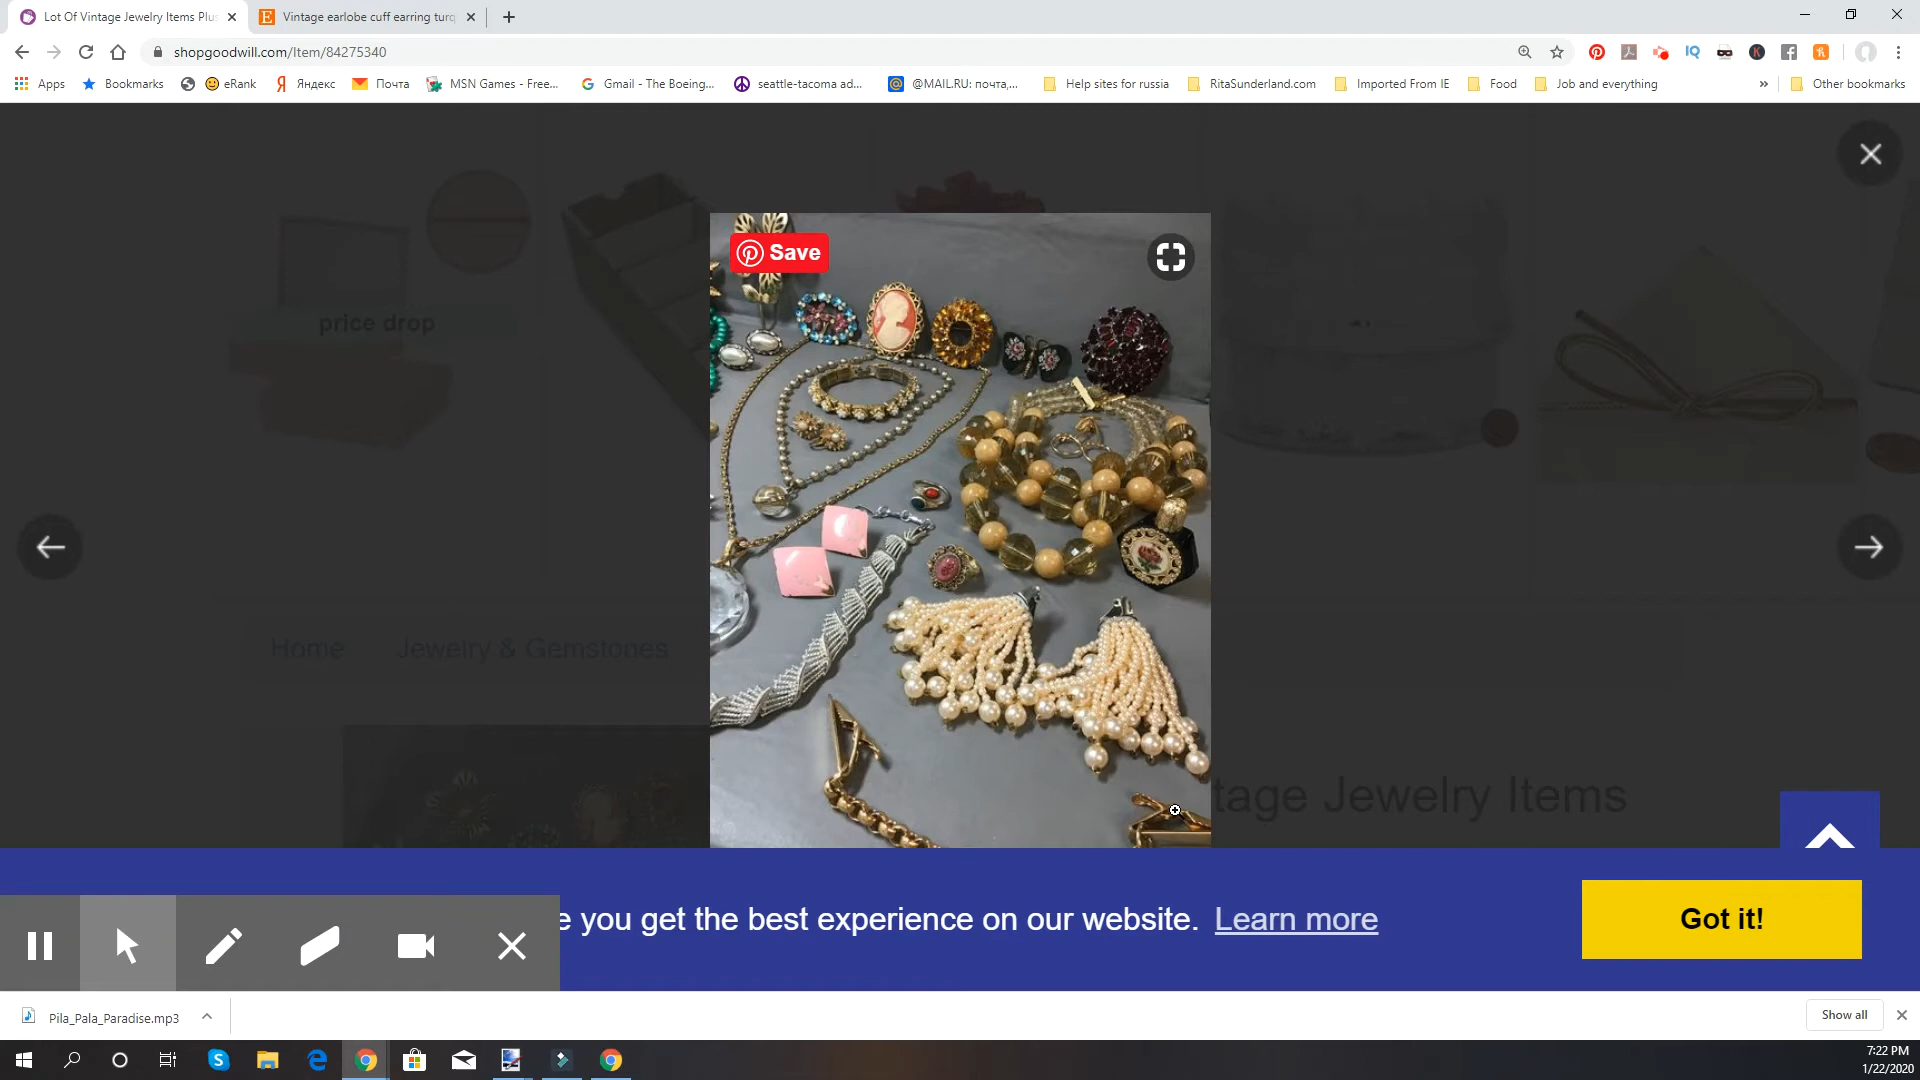 Lot Of Vintage Jewelry Items Plu
Vintage earlobe cuff earring turq
shopgoodwill.com/Item/84275340
Apps
Bookmarks
eRank
Яндекс
Почта
MSN Games - Free...
Gmail - The Boeing...
seattle-tacoma ad...
@MAIL.RU: почта,...
Help sites for russia
RitaSunderland.com
Imported From IE
Food
Job and everything
Other bookmarks
price drop
Save
Home
Jewelry & Gemstones
tage Jewelry Items
e you get the best experience on our website. Learn more
Got it!
Pila_Pala_Paradise.mp3
Show all
7:22 PM
1/22/2020